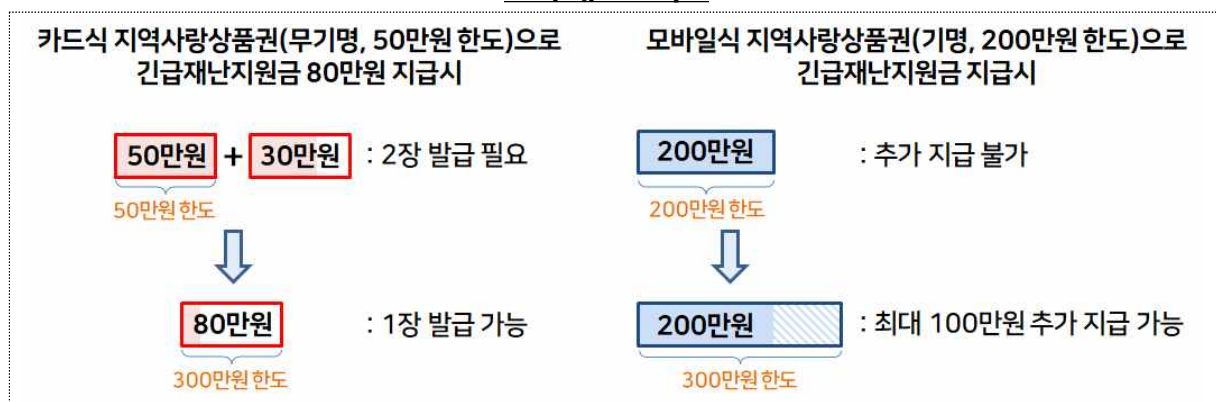 카드식 지역사랑상품권(무기명, 50만원 한도)으로
긴급재난지원금 80만원 지급시
50만원 + 30만원 : 2장 발급 필요
50만원 한도
80만원 : 1장 발급 가능
300만원 한도
모바일식 지역사랑상품권(기명, 200만원 한도)으로
긴급재난지원금 지급시
200만원 : 추가 지급 불가
200만원 한도
200만원 : 최대 100만원 추가 지급 가능
300만원 한도